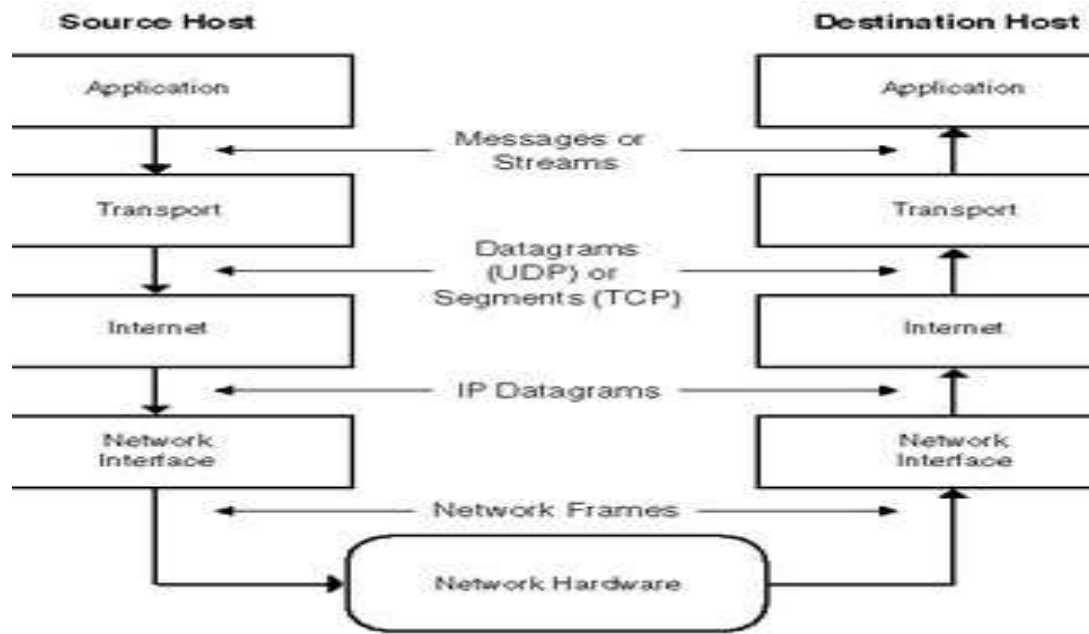 Source Host
Destination Host
Application
Application
Messages or
Streams
Transport
Transport
Datagrams
(UDP) or
Segments (TCP)
Internet
Internet
IP Datagrams
Network
Interface
Network
Interface
Network Frames
Network Hardware